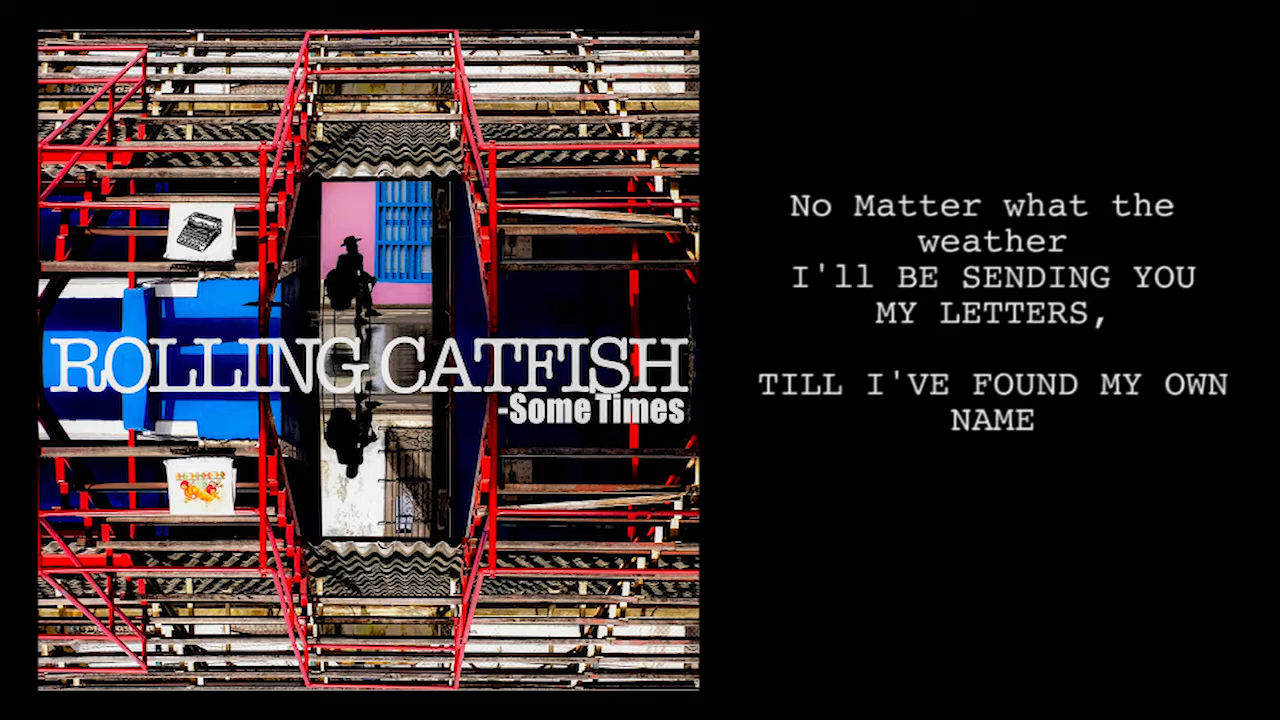 ROLLING CATFISH
-Some Times
No Matter what the
weather
I'll BE SENDING YOU
MY LETTERS,
TILL I'VE FOUND MY OWN
NAME